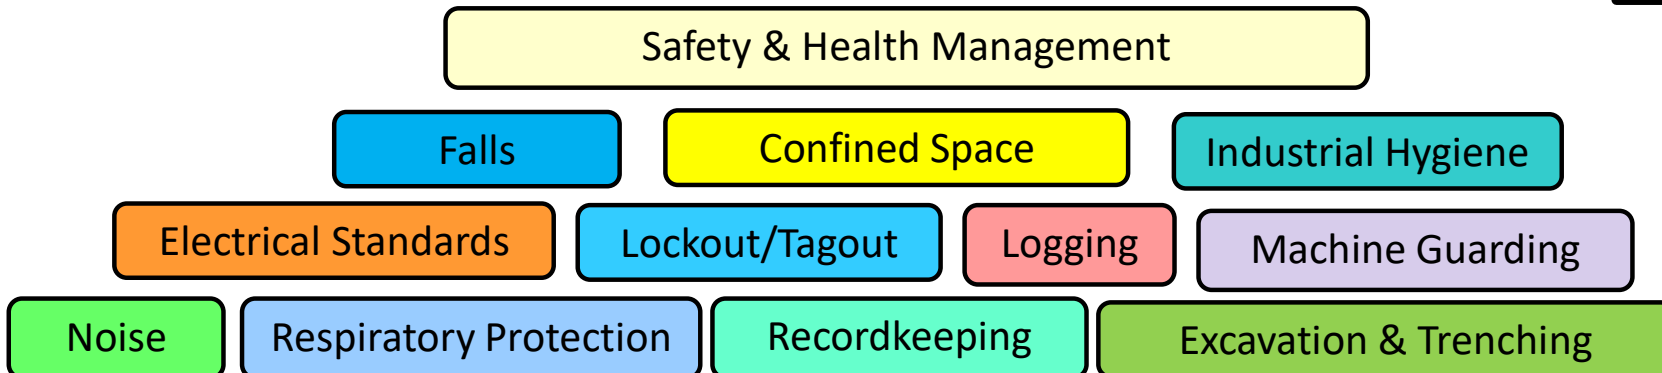 Safety & Health Management
Falls
Confined Space
Industrial Hygiene
Electrical Standards
Lockout/Tagout
Logging
Machine Guarding
Noise
Respiratory Protection
Recordkeeping
Excavation & Trenching